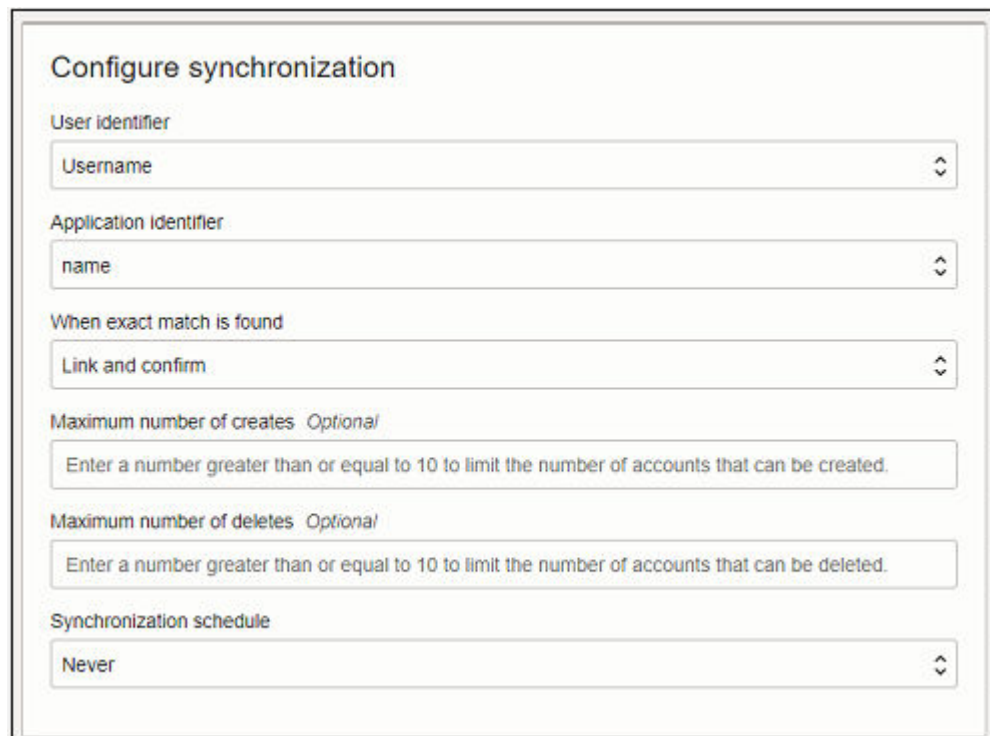 Configure synchronization
User identifier
Username
Application identifier
name
When exact match is found
Link and confirm
Maximum number of creates Optional
Enter a number greater than or equal to 10 to limit the number of accounts that can be created.
Maximum number of deletes Optional
Enter a number greater than or equal to 10 to limit the number of accounts that can be deleted.
Synchronization schedule
Never